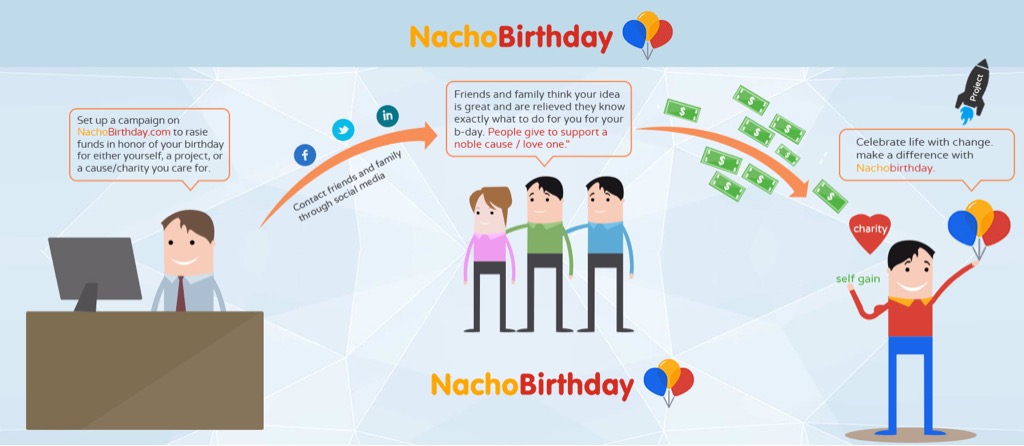 NachoBirthday
Set up a campaign on
NachoBirthday.com to rasie
funds in honor of your birthday
for either yourself, a project, or
a cause/charity you care for.
f
in
Contact friends and family
through social media
Friends and family think your idea
is great and are relieved they know
exactly what to do for you for your
b-day. People give to support a
noble cause / love one."
$
$
$
$
$
$
$
$
$
Project
Celebrate life with change.
make a difference with
Nachobirthday.
charity
self gain
NachoBirthday